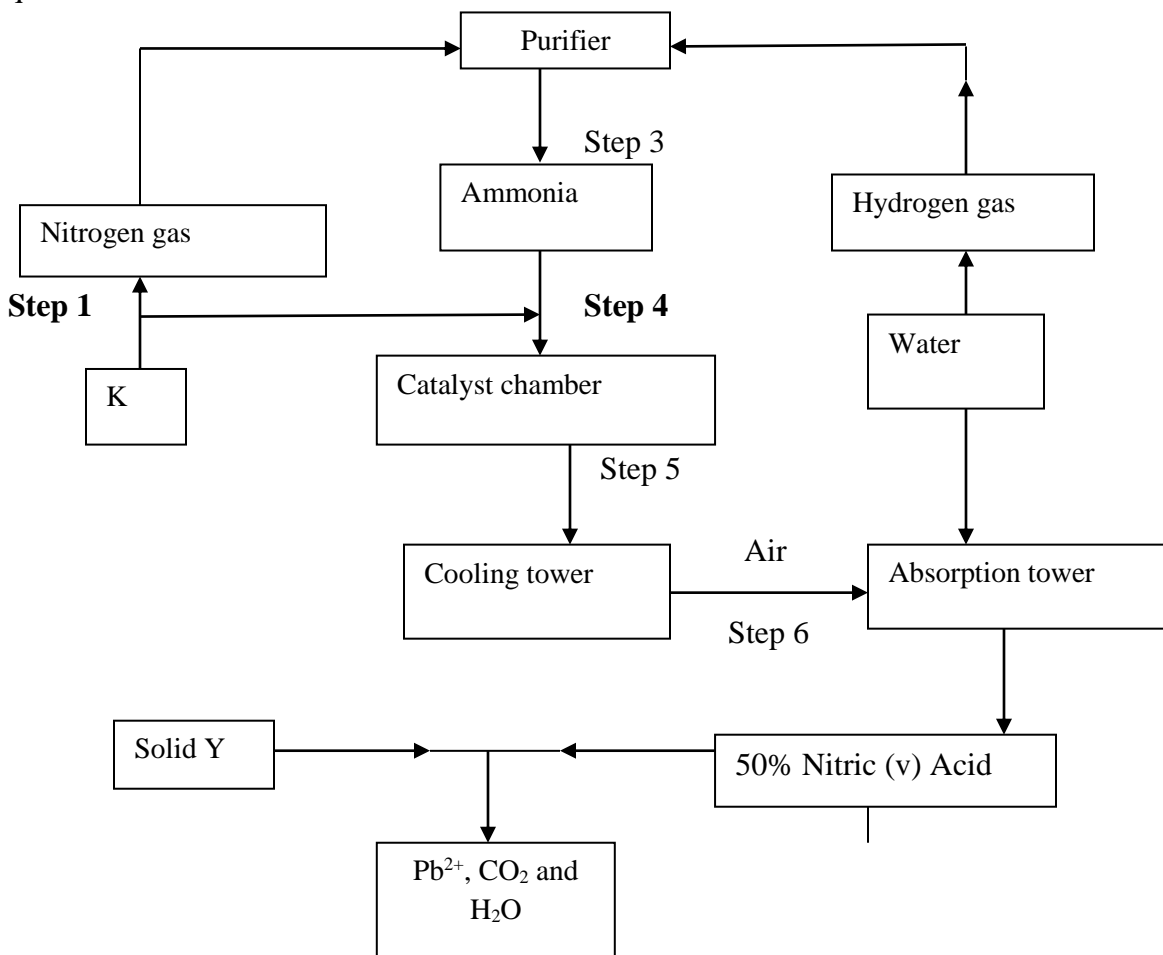 Purifier
Step 3
Ammonia
Hydrogen gas
Nitrogen gas
Step 1
Step 4
Water
K
Catalyst chamber
Step 5
Air
Cooling tower
Absorption tower
Step 6
Solid Y
50% Nitric (v) Acid
Pb²⁺, CO₂ and
H₂O